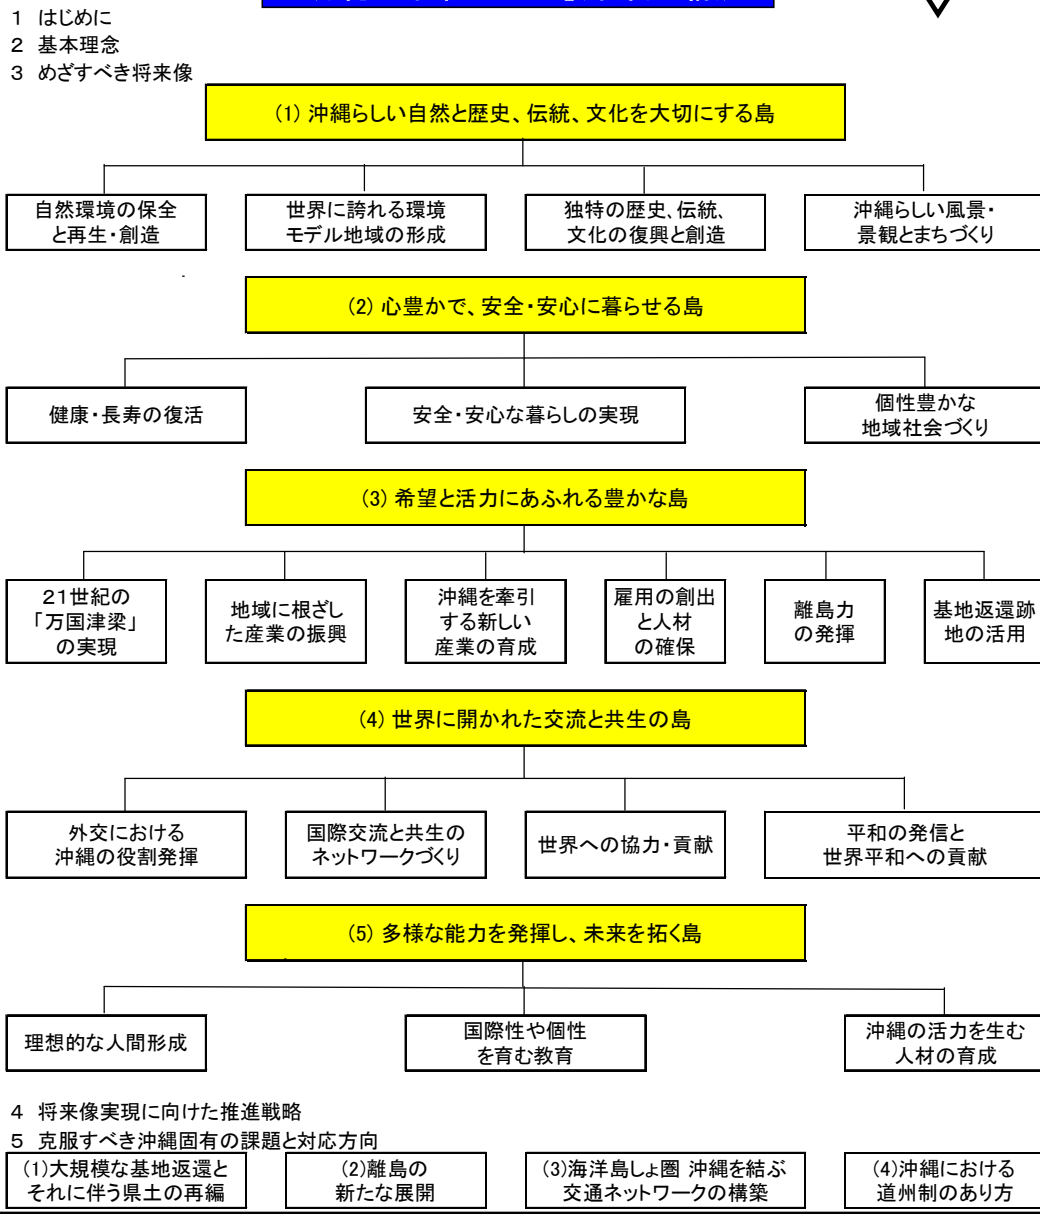 1 はじめに
2 基本理念
3 めざすべき将来像
(1) 沖縄らしい自然と歴史、伝統、文化を大切にする島
自然環境の保全
と再生・創造
世界に誇れる環境
モデル地域の形成
独特の歴史、伝統、
文化の復興と創造
沖縄らしい風景・
景観とまちづくり
(2) 心豊かで、安全・安心に暮らせる島
健康・長寿の復活
安全・安心な暮らしの実現
個性豊かな
地域社会づくり
(3) 希望と活力にあふれる豊かな島
21世紀の
「万国津梁」
の実現
地域に根ざし
た産業の振興
沖縄を牽引
する新しい
産業の育成
雇用の創出
と人材
の確保
離島力
の発揮
基地返還跡
地の活用
(4) 世界に開かれた交流と共生の島
外交における
沖縄の役割発揮
国際交流と共生の
ネットワークづくり
世界への協力・貢献
平和の発信と
世界平和への貢献
(5) 多様な能力を発揮し、未来を拓く島
理想的な人間形成
国際性や個性
を育む教育
沖縄の活力を生む
人材の育成
4 将来像実現に向けた推進戦略
5 克服すべき沖縄固有の課題と対応方向
(1)大規模な基地返還と
それに伴う県土の再編
(2)離島の
新たな展開
(3)海洋島しょ圏 沖縄を結ぶ
交通ネットワークの構築
(4)沖縄における
道州制のあり方